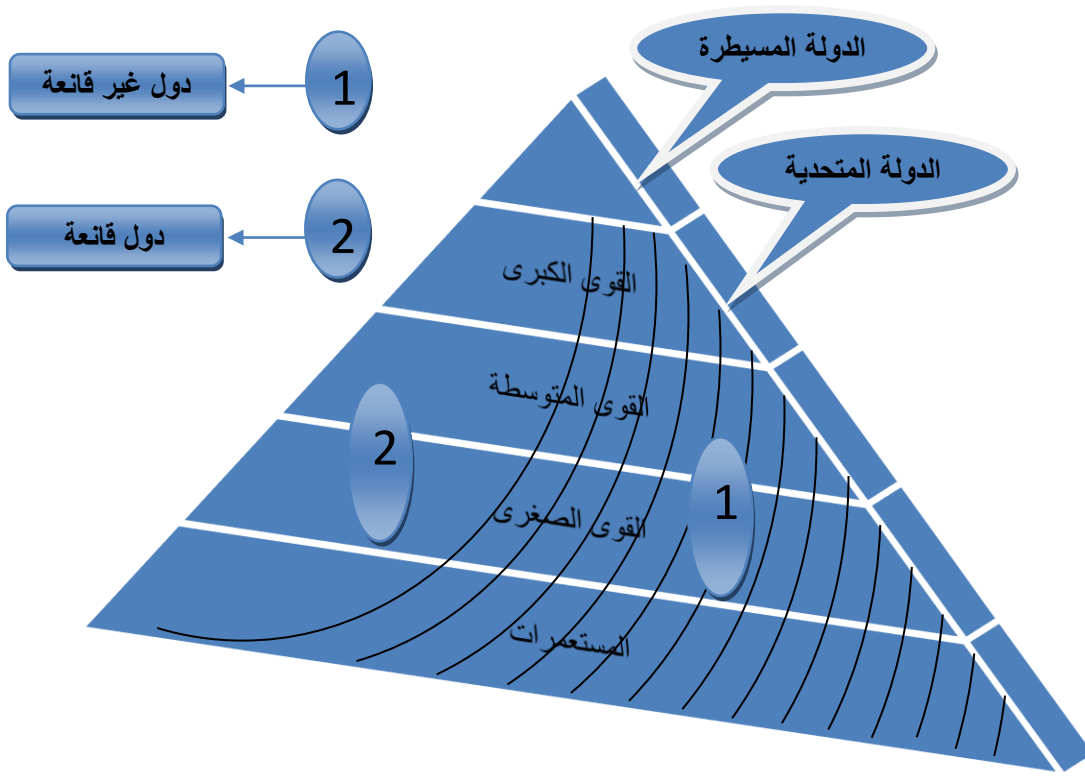 الدولة المسيطرة
1
دول غير قانعة
الدولة المتحدية
2
دول قانعة
القوى الكبرى
القوى المتوسطة
2
1
القوى الصغرى
المستعمرات